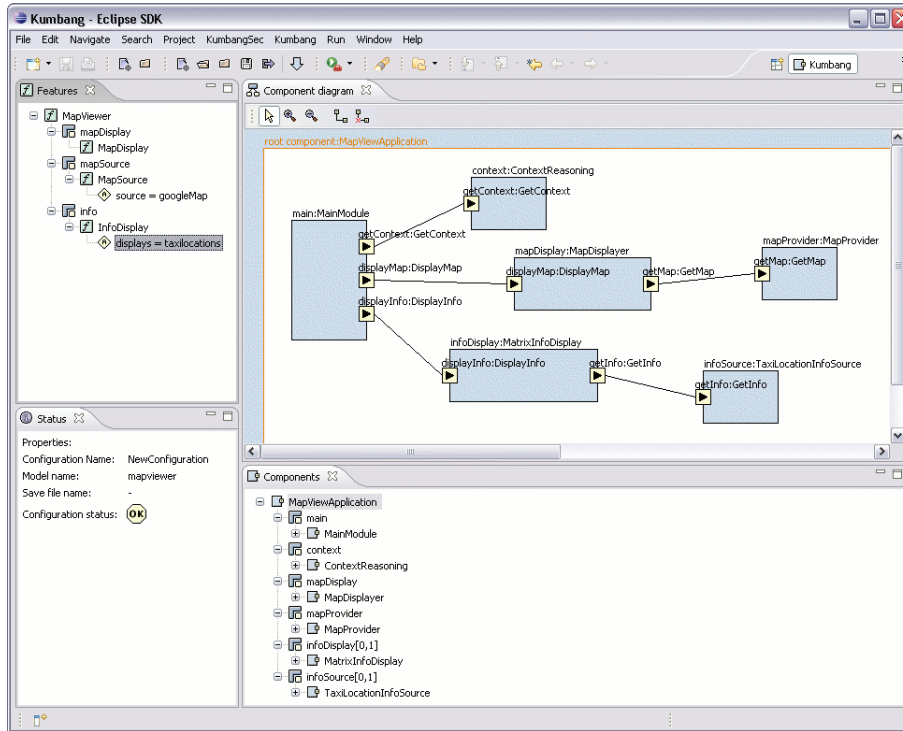 Kumbang - Eclipse SDK
File Edit Navigate Search Project KumbangSec Kumbang Run Window Help
Kumbang
Features
MapViewer
mapDisplay
MapDisplay
mapSource
MapSource
source = googleMap
info
InfoDisplay
displays = taxilocations
Component diagram
root component:MapViewApplication
context:ContextReasoning
getContext:GetContext
main:MainModule
getContext:GetContext
mapDisplay:MapDisplayer
mapProvider:MapProvider
displayMap:DisplayMap
displayMap:DisplayMap
getMap:GetMap
getMap:GetMap
displayInfo:DisplayInfo
infoDisplay:MatrixInfoDisplay
displayInfo:DisplayInfo
getInfo:GetInfo
infoSource:TaxiLocationInfoSource
getInfo:GetInfo
Status
Properties:
Configuration Name: NewConfiguration
Model name: mapviewer
Save file name: -
Configuration status: OK
Components
MapViewApplication
main
MainModule
context
ContextReasoning
mapDisplay
MapDisplayer
mapProvider
MapProvider
infoDisplay[0,1]
MatrixInfoDisplay
infoSource[0,1]
TaxiLocationInfoSource